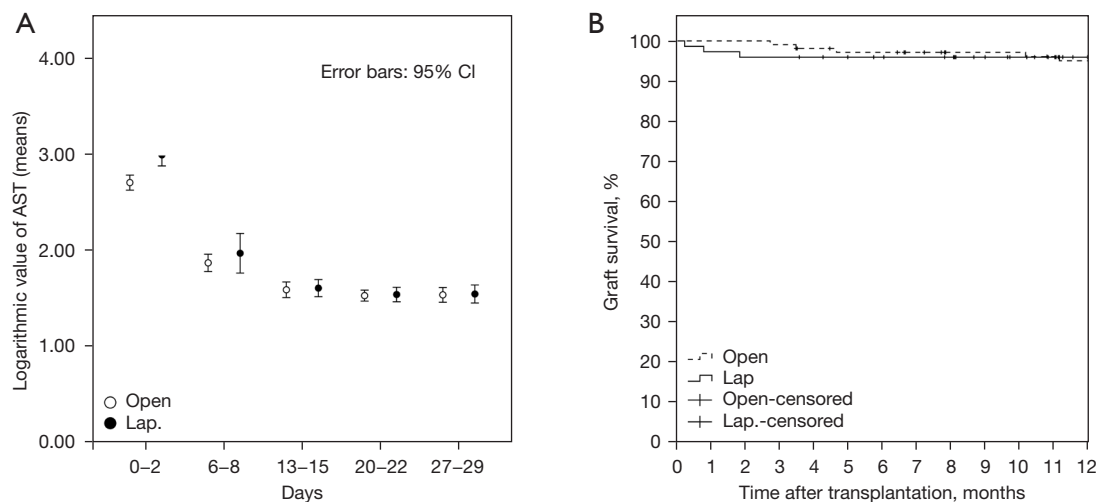 A
Logarithmic value of AST (means)
4.00
3.00
2.00
1.00
0.00
Error bars: 95% CI
Open
Lap.
0–2 6–8 13–15 20–22 27–29
Days
B
Graft survival, %
100
90
80
70
60
50
40
30
20
10
0
Open
Lap
Open-censored
Lap.-censored
0 1 2 3 4 5 6 7 8 9 10 11 12
Time after transplantation, months